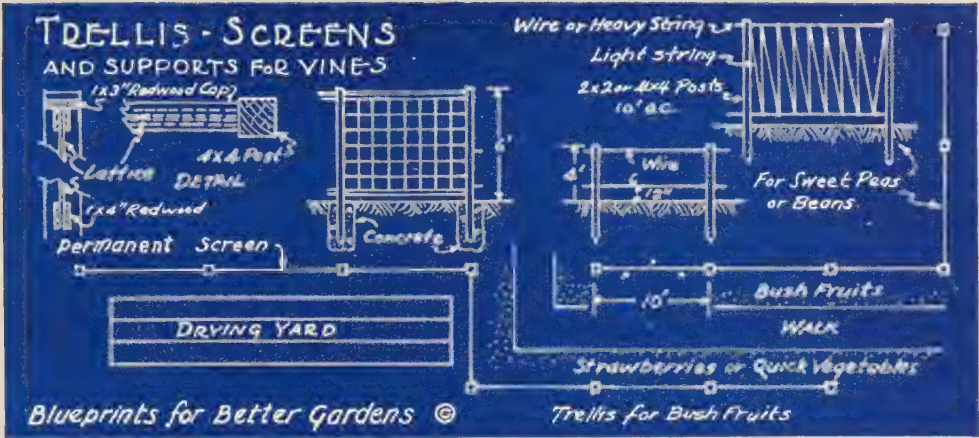 TRELLIS - SCREENS
AND SUPPORTS FOR VINES
1x3" Redwood Cap
4x4 Posts
Lattice
DETAIL
1x4" Redwood
Permanent Screen
Concrete
6'
Wire or Heavy String
Light string
2x2 or 4x4 Posts
10' o.c.
4'
Wire
18"
For Sweet Peas
or Beans
10'
Bush Fruits
WALK
DRYING YARD
Strawberries or Quick Vegetables
Blueprints for Better Gardens ©
Trellis for Bush Fruits